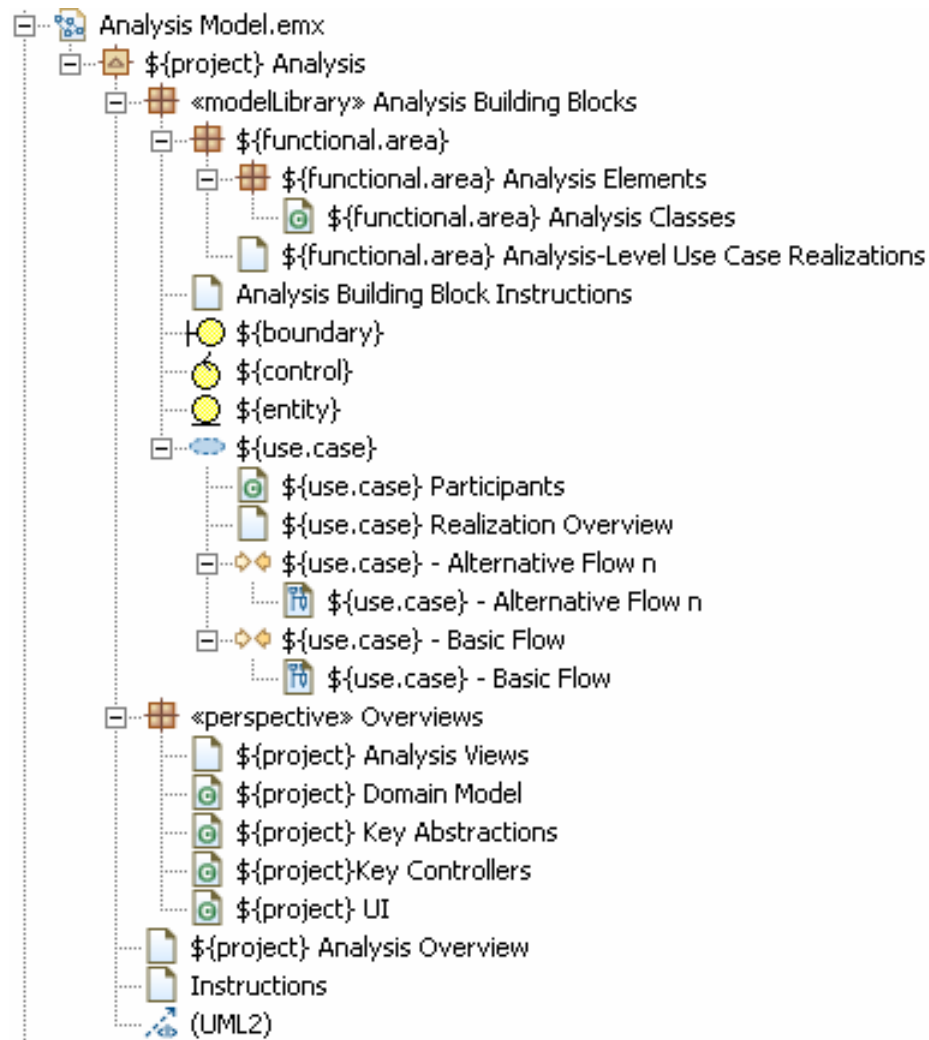 Analysis Model.emx
${project} Analysis
«modelLibrary» Analysis Building Blocks
${functional.area}
${functional.area} Analysis Elements
${functional.area} Analysis Classes
${functional.area} Analysis-Level Use Case Realizations
Analysis Building Block Instructions
${boundary}
${control}
${entity}
${use.case}
${use.case} Participants
${use.case} Realization Overview
${use.case} - Alternative Flow n
${use.case} - Alternative Flow n
${use.case} - Basic Flow
${use.case} - Basic Flow
«perspective» Overviews
${project} Analysis Views
${project} Domain Model
${project} Key Abstractions
${project}Key Controllers
${project} UI
${project} Analysis Overview
Instructions
(UML2)